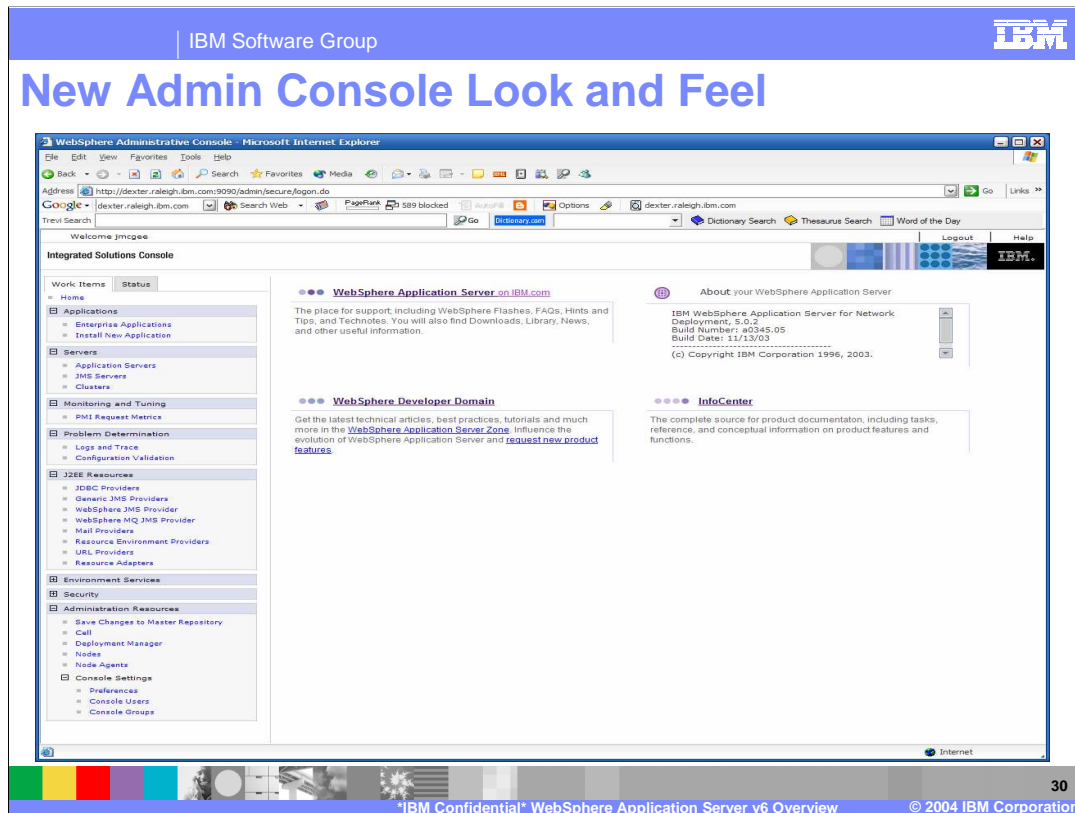 IBM Software Group
IBM
New Admin Console Look and Feel
WebSphere Administrative Console - Microsoft Internet Explorer
File Edit View Favorites Tools Help
Back Search Favorites Media
Address http://dexter.raleigh.ibm.com:9090/admin/secure/logon.do Go Links »
Google dexter.raleigh.ibm.com Search Web PageRank 589 blocked AutoFill Options dexter.raleigh.ibm.com
Trevi Search Go Dictionary.com Dictionary Search Thesaurus Search Word of the Day
Welcome jmcgee Logout Help
Integrated Solutions Console IBM.
Work Items Status
Home
Applications
Enterprise Applications
Install New Application
Servers
Application Servers
JMS Servers
Clusters
Monitoring and Tuning
PMI Request Metrics
Problem Determination
Logs and Trace
Configuration Validation
J2EE Resources
JDBC Providers
Generic JMS Providers
WebSphere JMS Provider
WebSphere MQ JMS Provider
Mail Providers
Resource Environment Providers
URL Providers
Resource Adapters
Environment Services
Security
Administration Resources
Save Changes to Master Repository
Cell
Deployment Manager
Nodes
Node Agents
Console Settings
Preferences
Console Users
Console Groups
WebSphere Application Server on IBM.com
The place for support, including WebSphere Flashes, FAQs, Hints and
Tips, and Technotes. You will also find Downloads, Library, News,
and other useful information.
About your WebSphere Application Server
IBM WebSphere Application Server for Network
Deployment, 5.0.2
Build Number: a0345.05
Build Date: 11/13/03
----------------------------------
(c) Copyright IBM Corporation 1996, 2003.
WebSphere Developer Domain
Get the latest technical articles, best practices, tutorials and much
more in the WebSphere Application Server Zone. Influence the
evolution of WebSphere Application Server and request new product
features.
InfoCenter
The complete source for product documentaton, including tasks,
reference, and conceptual information on product features and
functions.
Internet
30
*IBM Confidential* WebSphere Application Server v6 Overview © 2004 IBM Corporation